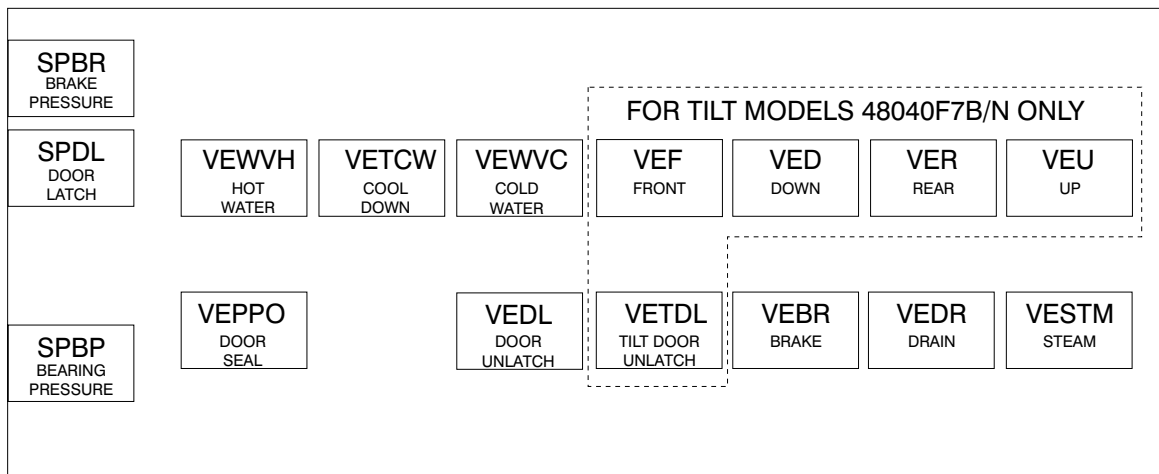 SPBR
BRAKE
PRESSURE
SPDL
DOOR
LATCH
SPBP
BEARING
PRESSURE
FOR TILT MODELS 48040F7B/N ONLY
VEWVH
HOT
WATER
VETCW
COOL
DOWN
VEWVC
COLD
WATER
VEF
FRONT
VED
DOWN
VER
REAR
VEU
UP
VEPPO
DOOR
SEAL
VEDL
DOOR
UNLATCH
VETDL
TILT DOOR
UNLATCH
VEBR
BRAKE
VEDR
DRAIN
VESTM
STEAM